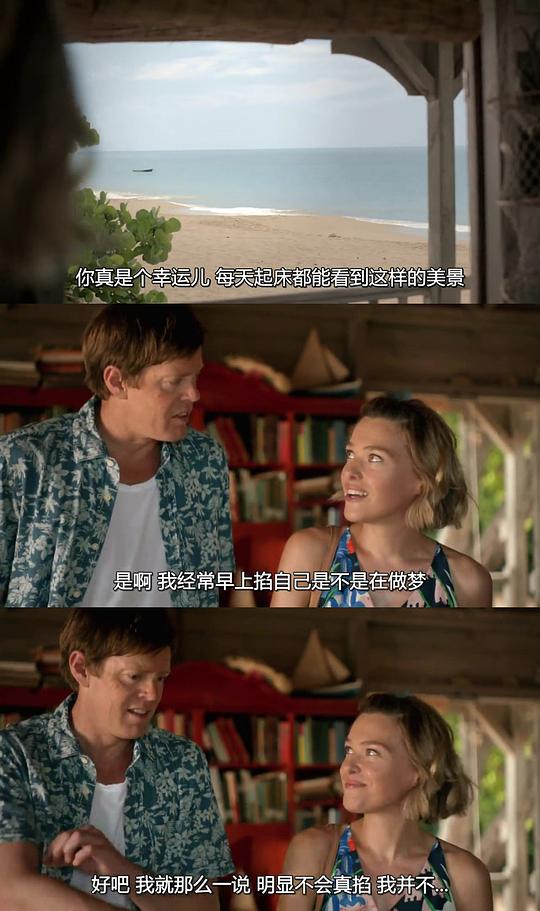 你真是个幸运儿 每天起床都能看到这样的美景
是啊 我经常早上掐自己是不是在做梦
好吧 我就那么一说 明显不会真掐 我并不...